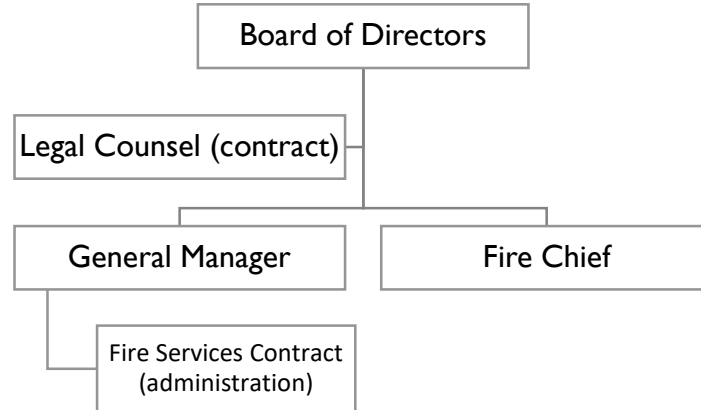 Board of Directors
Legal Counsel (contract)
General Manager
Fire Chief
Fire Services Contract
(administration)